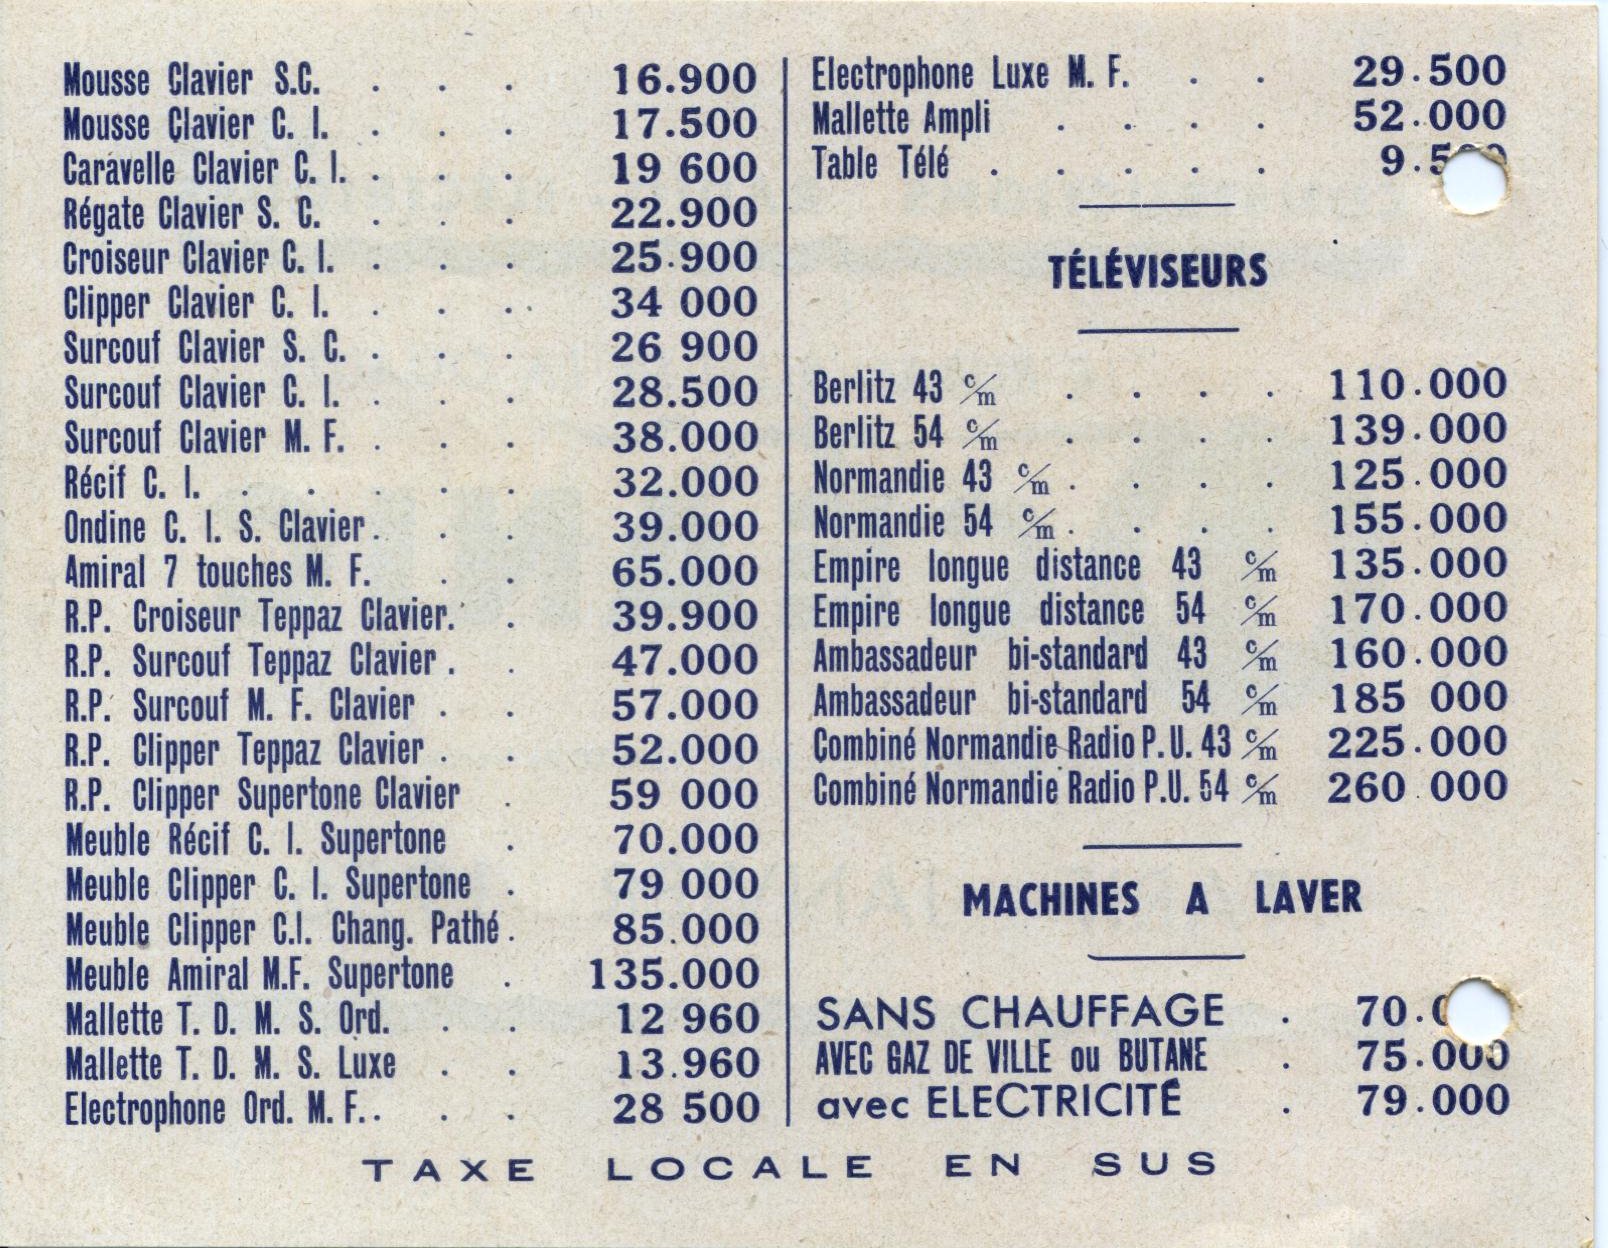 Mousse Clavier S.C. . . . 16.900
Mousse Clavier C. I. . . . 17.500
Caravelle Clavier C. I. . . . 19 600
Régate Clavier S. C. . . . 22.900
Croiseur Clavier C. I. . . . 25.900
Clipper Clavier C. I. . . . 34 000
Surcouf Clavier S. C. . . . 26 900
Surcouf Clavier C. I. . . . 28.500
Surcouf Clavier M. F. . . . 38.000
Récif C. I. . . . . . 32.000
Ondine C. I. S. Clavier . . . 39.000
Amiral 7 touches M. F. . . 65.000
R.P. Croiseur Teppaz Clavier. . 39.900
R.P. Surcouf Teppaz Clavier . . 47.000
R.P. Surcouf M. F. Clavier . . 57.000
R.P. Clipper Teppaz Clavier . . 52.000
R.P. Clipper Supertone Clavier . 59 000
Meuble Récif C. I. Supertone . 70.000
Meuble Clipper C. I. Supertone . 79 000
Meuble Clipper C.I. Chang. Pathé . 85.000
Meuble Amiral M.F. Supertone . 135.000
Mallette T. D. M. S. Ord. . . 12 960
Mallette T. D. M. S. Luxe . . 13.960
Electrophone Ord. M. F. . . . 28 500
Electrophone Luxe M. F. . . 29.500
Mallette Ampli . . . . 52.000
Table Télé . . . . .
TÉLÉVISEURS
Berlitz 43 c/m . . . . 110.000
Berlitz 54 c/m . . . . 139.000
Normandie 43 c/m . . . . 125.000
Normandie 54 c/m . . . . 155.000
Empire longue distance 43 c/m 135.000
Empire longue distance 54 c/m 170.000
Ambassadeur bi-standard 43 c/m 160.000
Ambassadeur bi-standard 54 c/m 185 000
Combiné Normandie Radio P.U. 43 c/m 225.000
Combiné Normandie Radio P.U. 54 c/m 260.000
MACHINES A LAVER
SANS CHAUFFAGE .
AVEC GAZ DE VILLE ou BUTANE . 75.000
avec ELECTRICITÉ . 79.000
TAXE LOCALE EN SUS